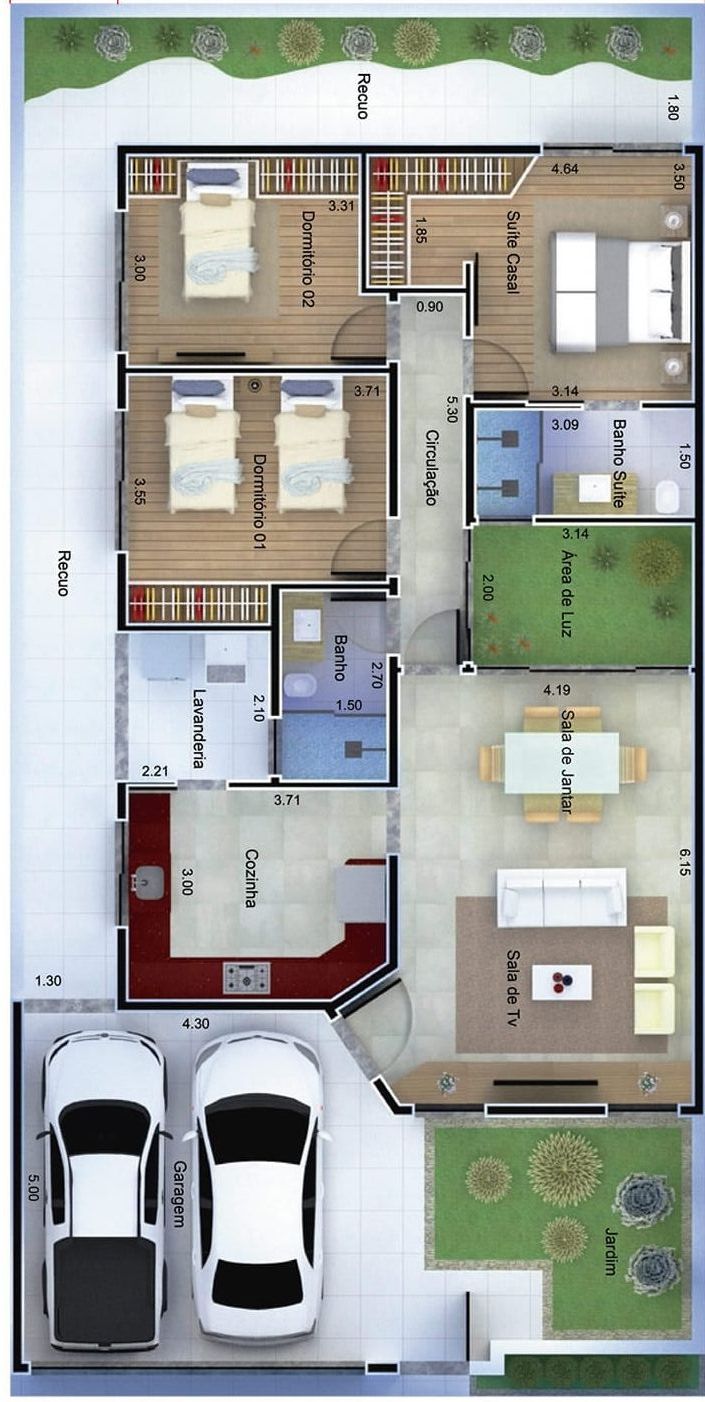 Recuo
1.80
4.64
3.50
3.31
Dormitório 02
1.85
Suíte Casal
3.00
0.90
3.71
3.14
5.30
3.09
Banho Suíte
1.50
Circulação
Dormitório 01
3.55
3.14
Recuo
2.00
Área de Luz
Banho
2.70
1.50
2.10
Lavanderia
2.21
4.19
Sala de Jantar
3.71
6.15
Cozinha
3.00
Sala de Tv
1.30
4.30
5.00
Garagem
Jardim